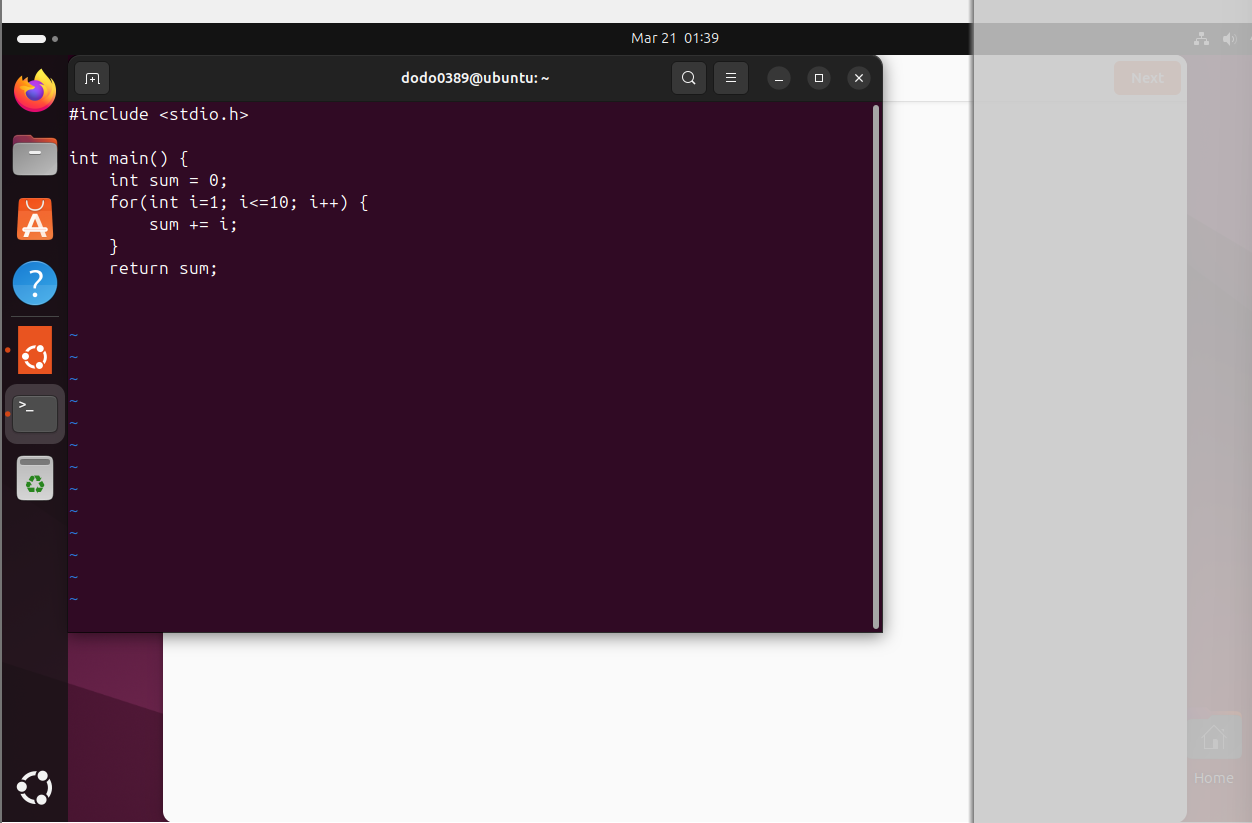 Mar 21 01:39
dodo0389@ubuntu: ~
Next
#include <stdio.h>

int main() {
    int sum = 0;
    for(int i=1; i<=10; i++) {
        sum += i;
    }
    return sum;
~
~
~
~
~
~
~
~
~
~
~
~
~
Home